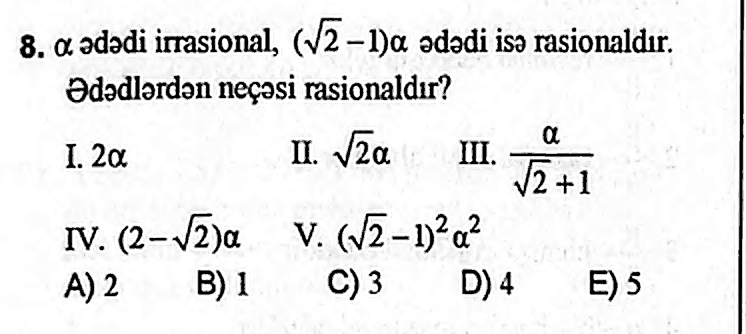 8. α ədədi irrasional, (√2 – 1)α ədədi isə rasionaldır.
Ədədlərdən neçəsi rasionaldır?
I. 2α II. √2α III. α/(√2 + 1)
IV. (2 – √2)α V. (√2 – 1)²α²
A) 2 B) 1 C) 3 D) 4 E) 5